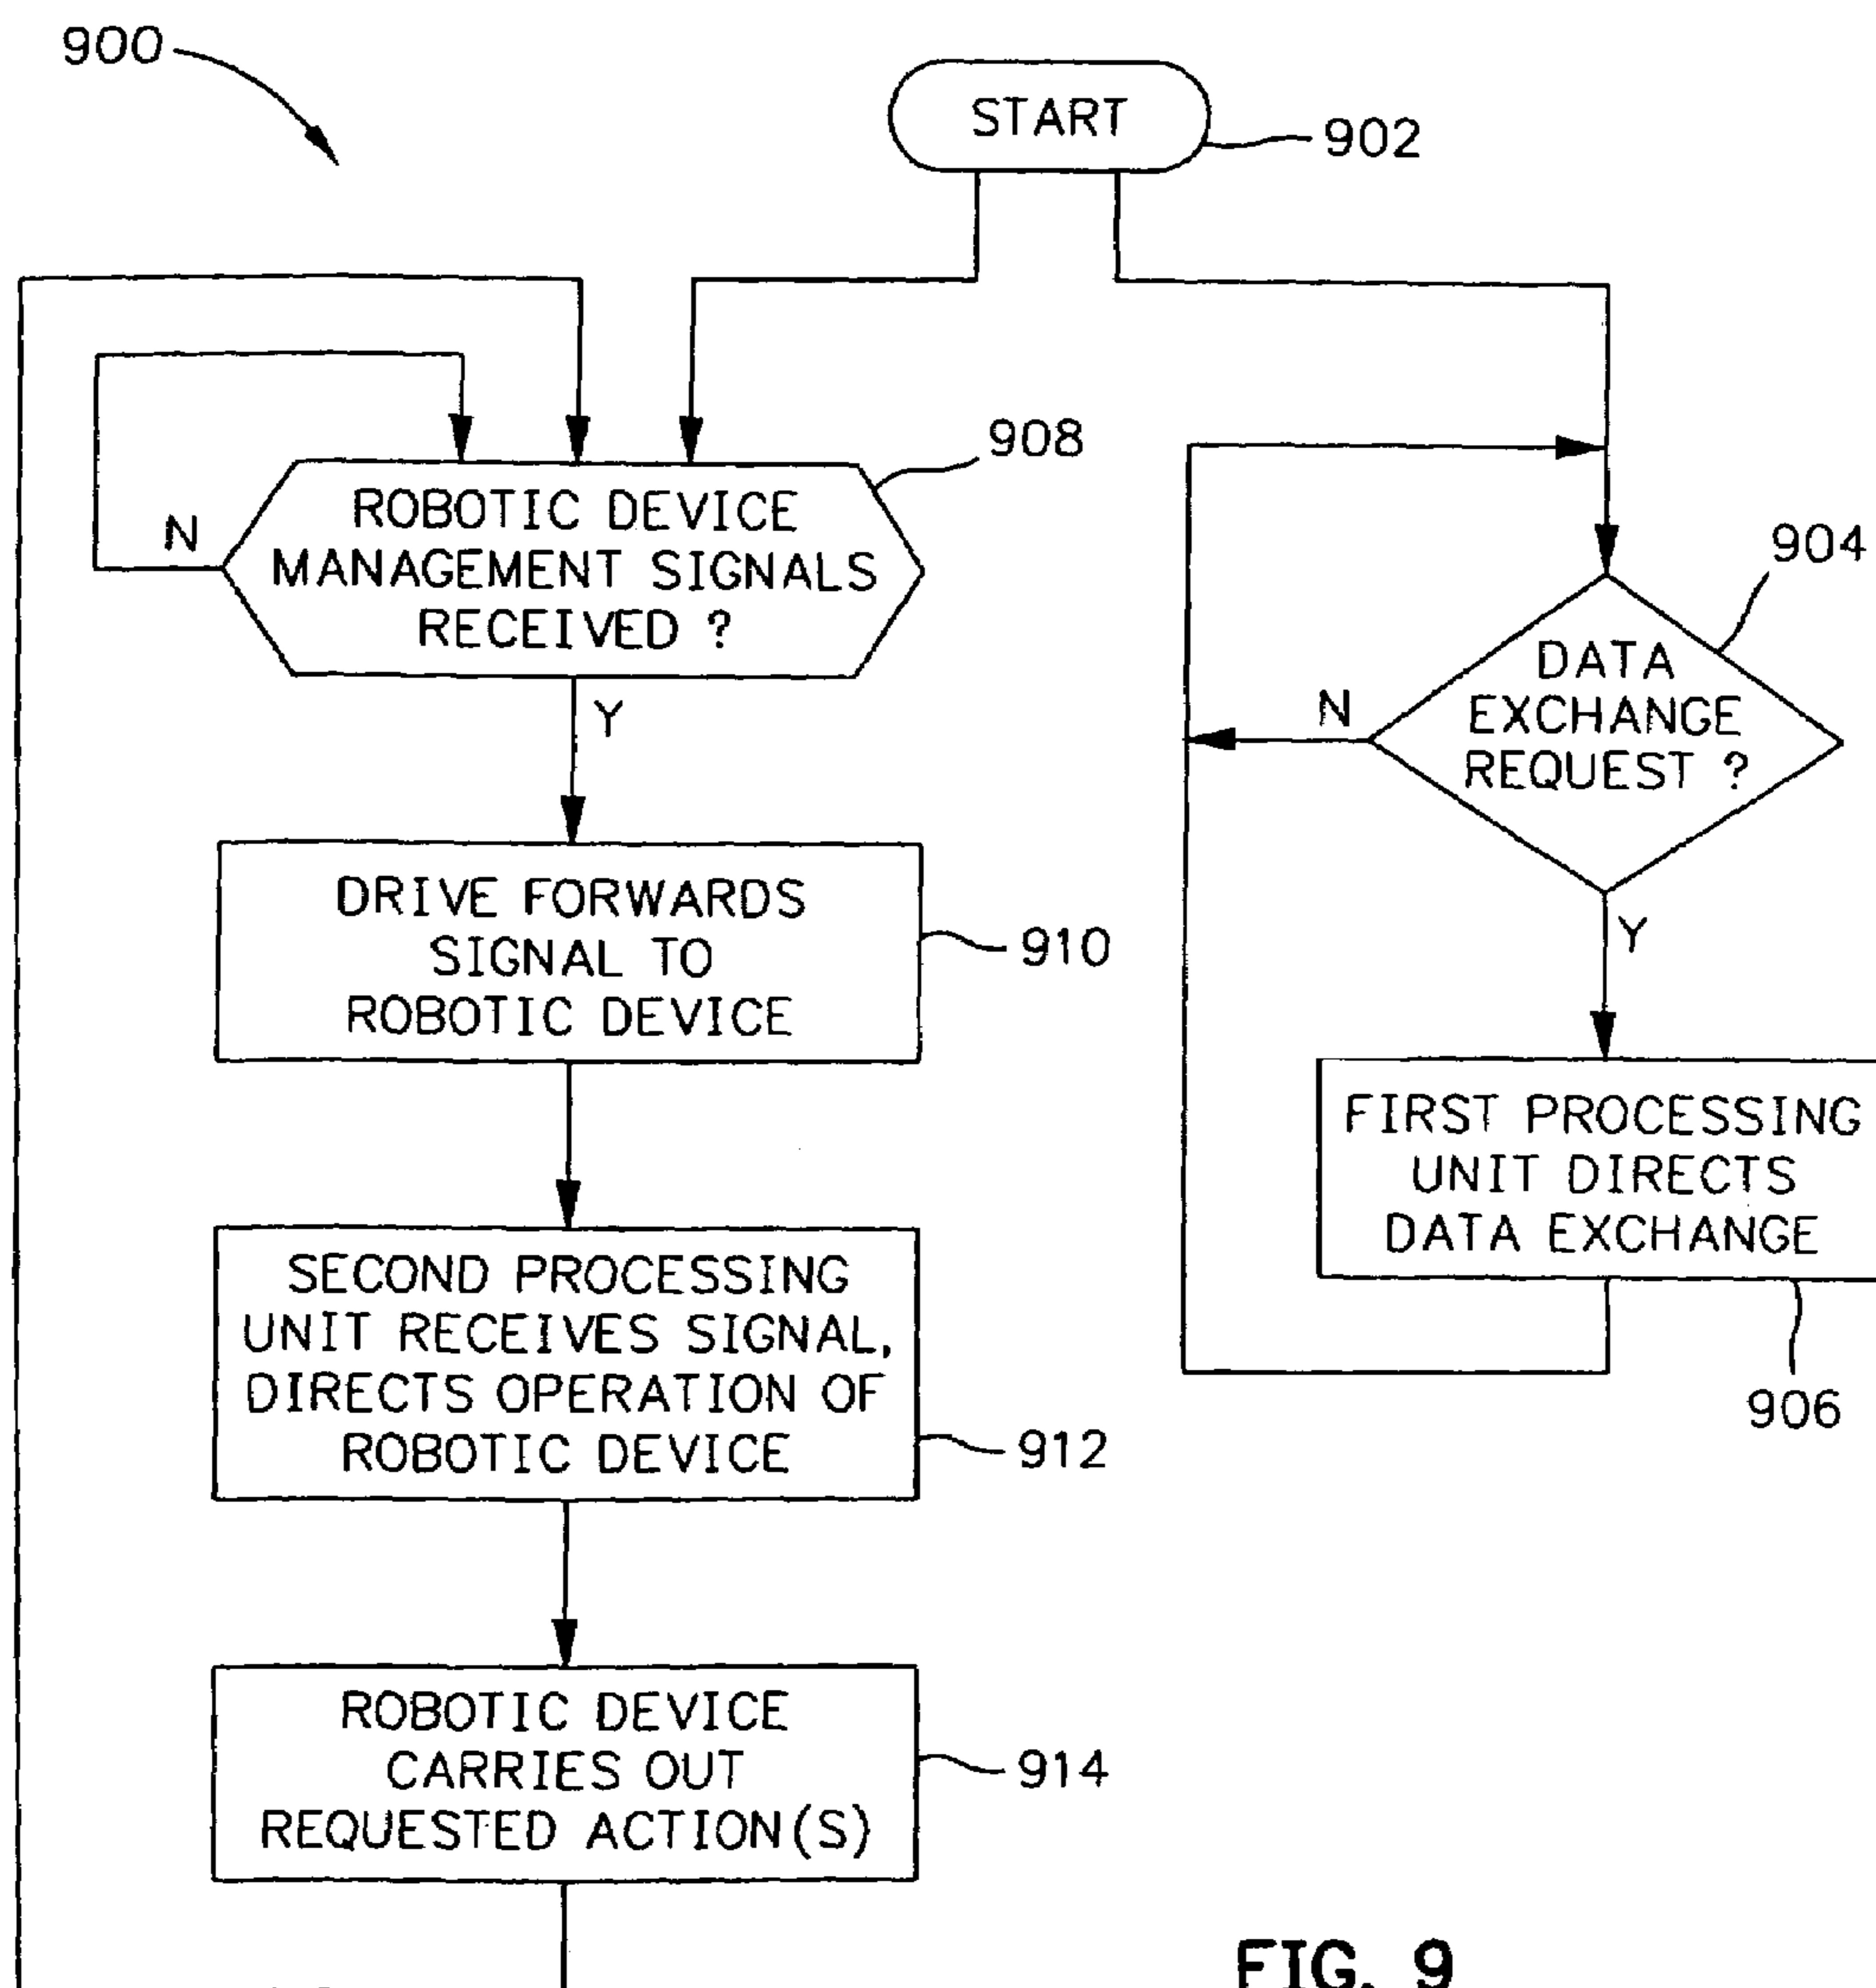 900
START
902
908
ROBOTIC DEVICE
MANAGEMENT SIGNALS
RECEIVED ?
N
Y
904
DATA
EXCHANGE
REQUEST ?
N
Y
DRIVE FORWARDS
SIGNAL TO
ROBOTIC DEVICE
910
FIRST PROCESSING
UNIT DIRECTS
DATA EXCHANGE
906
SECOND PROCESSING
UNIT RECEIVES SIGNAL,
DIRECTS OPERATION OF
ROBOTIC DEVICE
912
ROBOTIC DEVICE
CARRIES OUT
REQUESTED ACTION(S)
914
FIG. 9